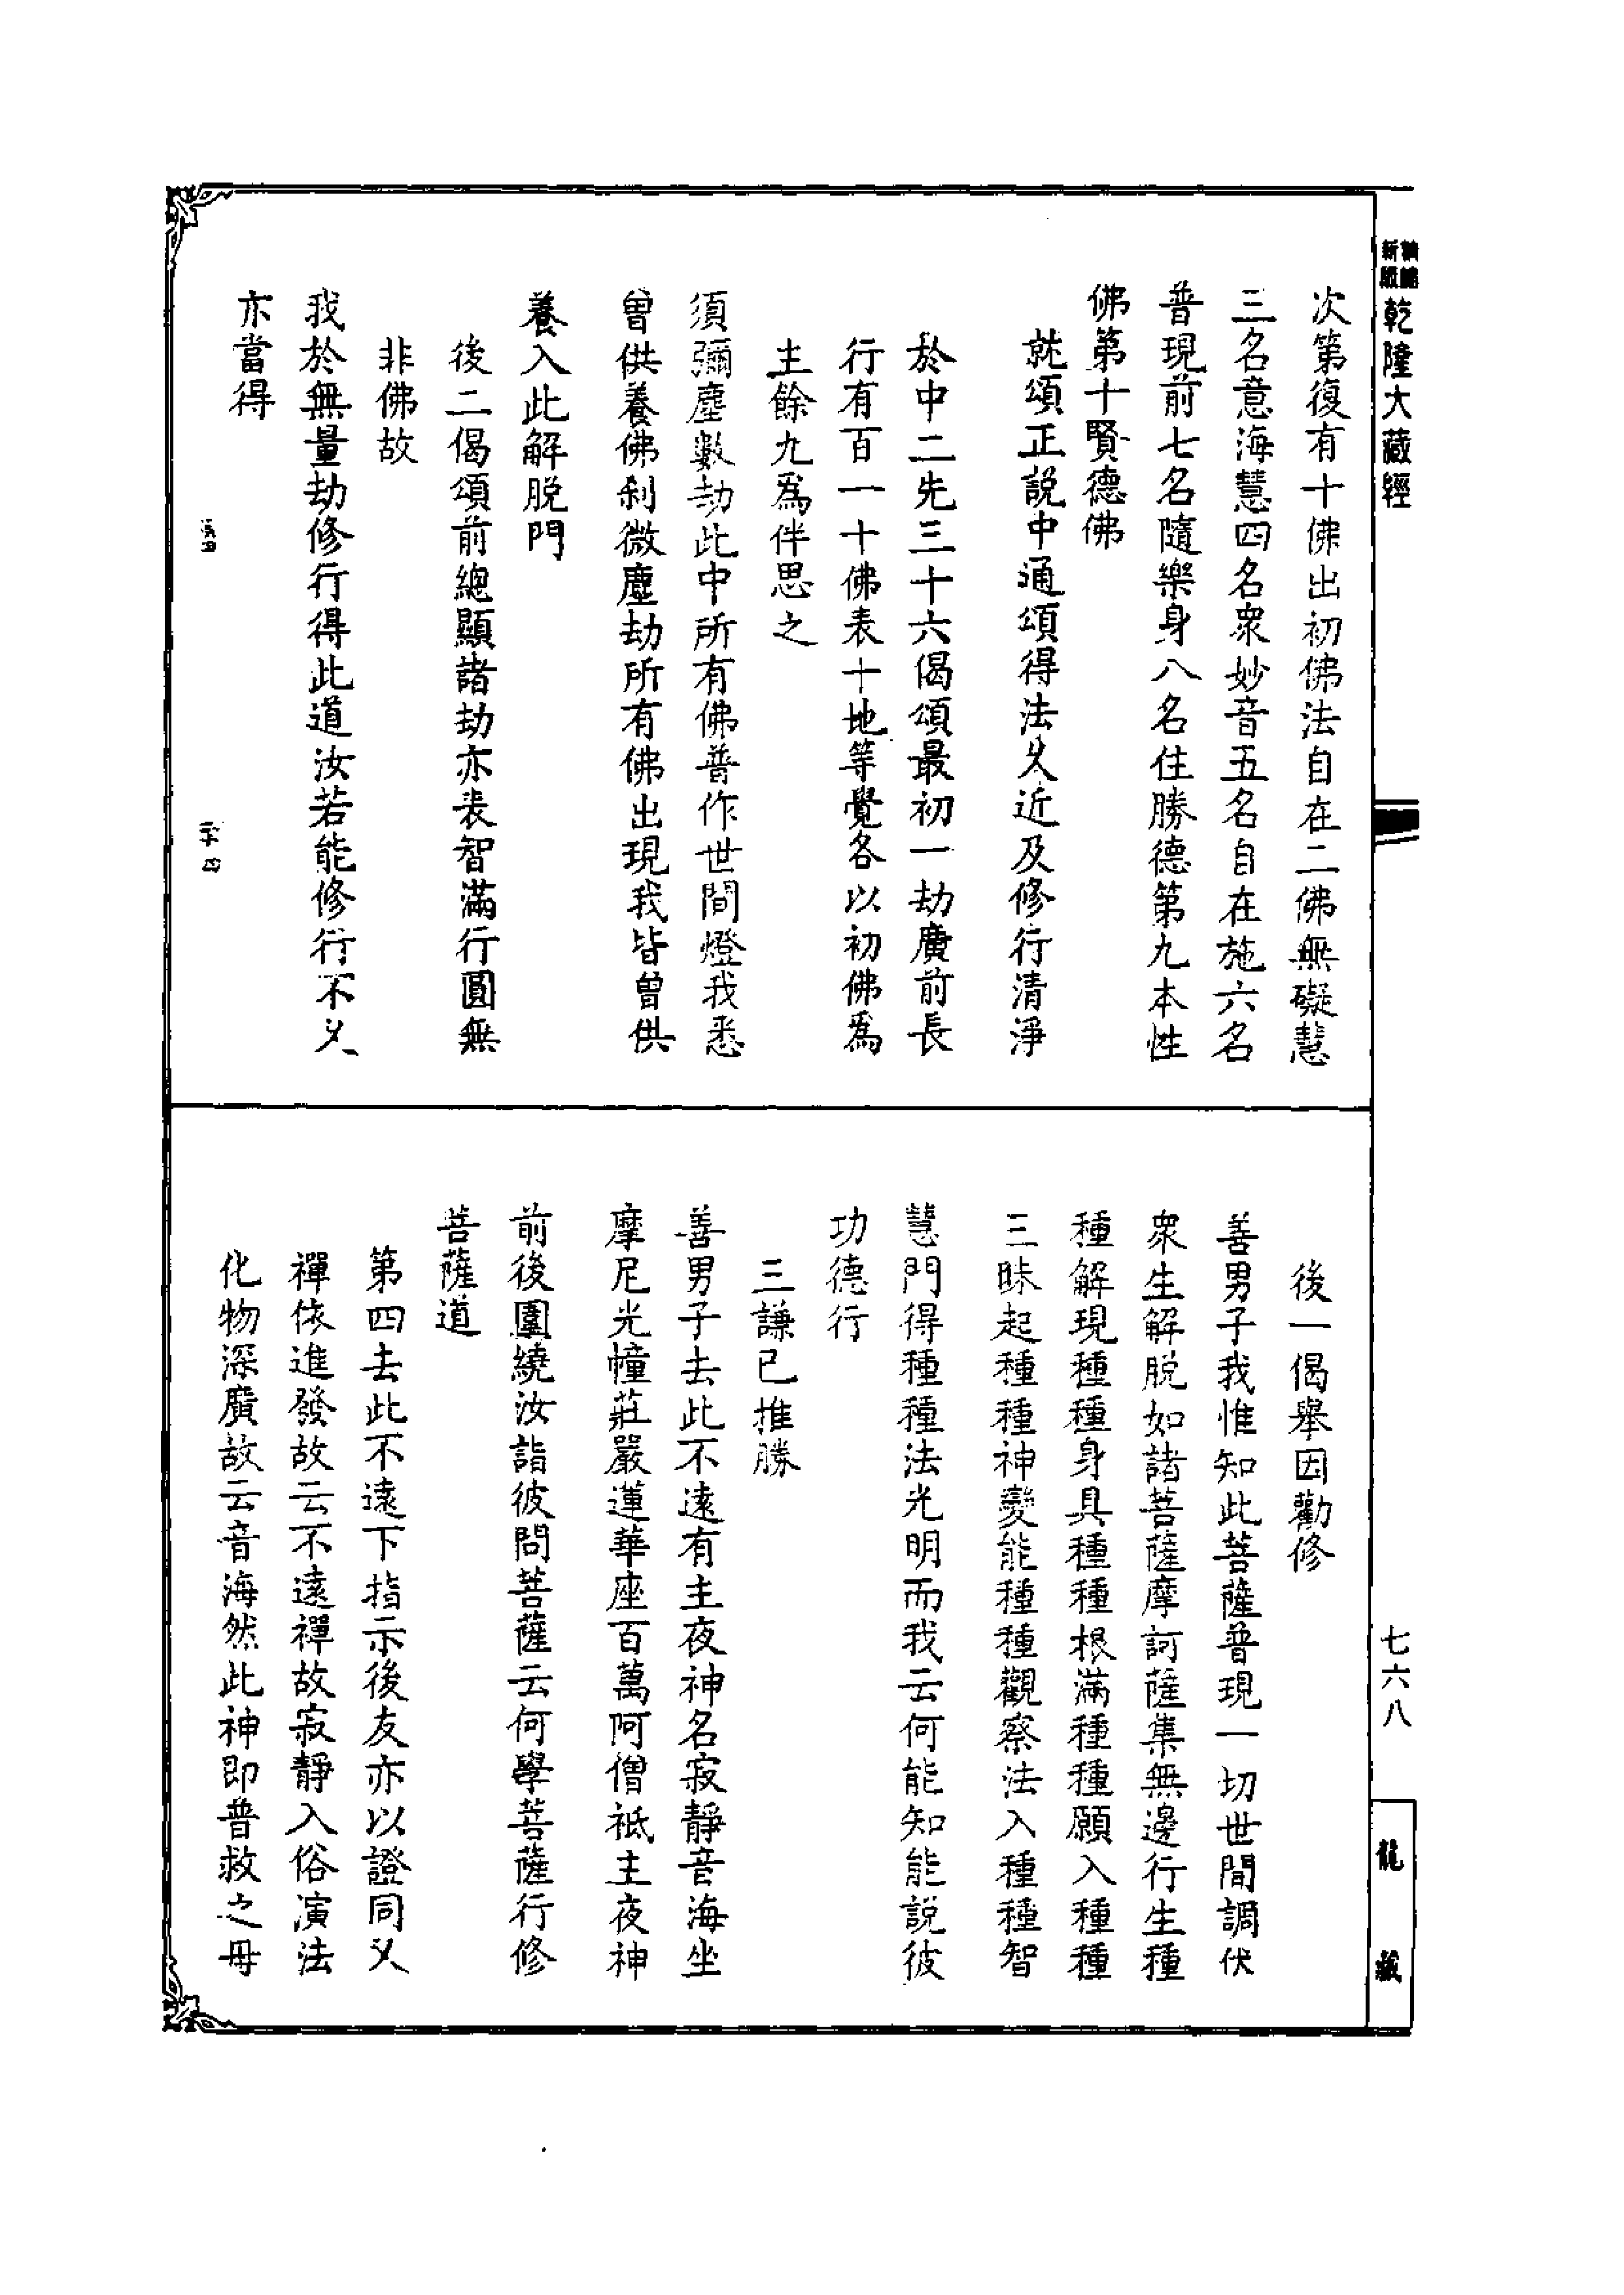 乾隆大藏經
次第復有十佛出初佛法自在二佛無礙慧
三名意海慧四名眾妙音五名自在施六名
普現前七名隨樂身八名住勝德第九本性
佛第十賢德佛
就頌正說中通頌得法久近及修行清淨
於中二先三十六偈頌最初一劫廣前長
行有百一十佛表十地等覺各以初佛爲
主餘九爲伴思之
須彌塵數劫此中所有佛普作世間燈我悉
曾供養佛刹微塵劫所有佛出現我皆曾供
養入此解脫門
後二偈頌前總顯諸劫亦表智滿行圓無
非佛故
我於無量劫修行得此道汝若能修行不久
亦當得
後一偈舉因勸修
善男子我惟知此菩薩普現一切世間調伏
眾生解脫如諸菩薩摩訶薩集無邊行生種
種解現種種身具種種根滿種種願入種種
三昧起種種神變能種種觀察法入種種智
慧門得種種法光明而我云何能知能說彼
功德行
三謙已推勝
善男子去此不遠有主夜神名寂靜音海坐
摩尼光幢莊嚴蓮華座百萬阿僧祇主夜神
前後圍繞汝詣彼問菩薩云何學菩薩行修
菩薩道
第四去此不遠下指示後友亦以證同又
禪依進發故云不遠禪故寂靜入俗演法
化物深廣故云音海然此神即普救之母
七六八
龍藏